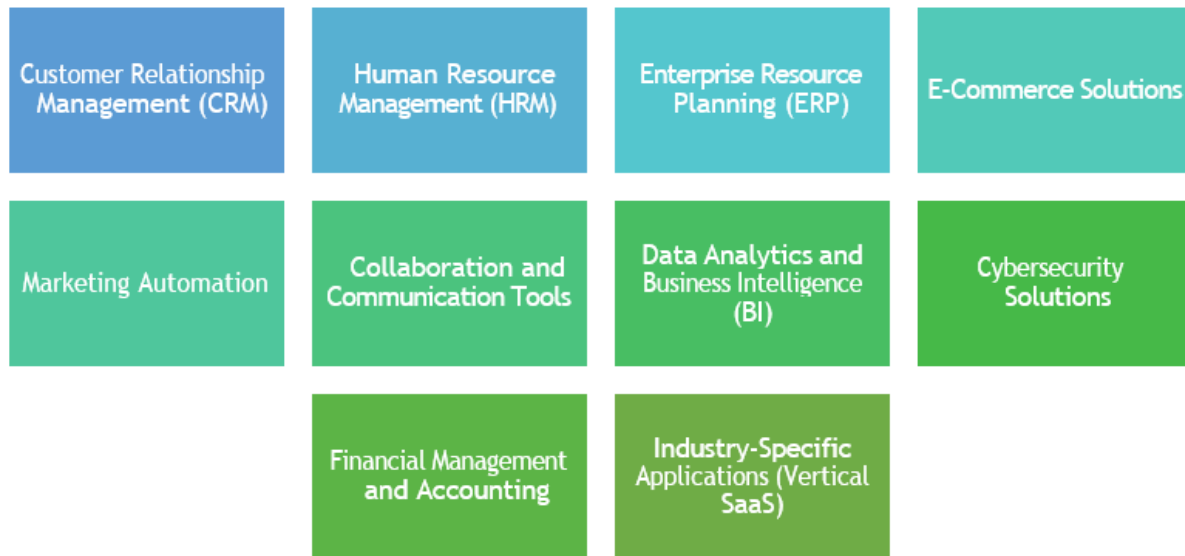 Customer Relationship
Management (CRM)
Human Resource
Management (HRM)
Enterprise Resource
Planning (ERP)
E-Commerce Solutions
Marketing Automation
Collaboration and
Communication Tools
Data Analytics and
Business Intelligence
(BI)
Cybersecurity
Solutions
Financial Management
and Accounting
Industry-Specific
Applications (Vertical
SaaS)